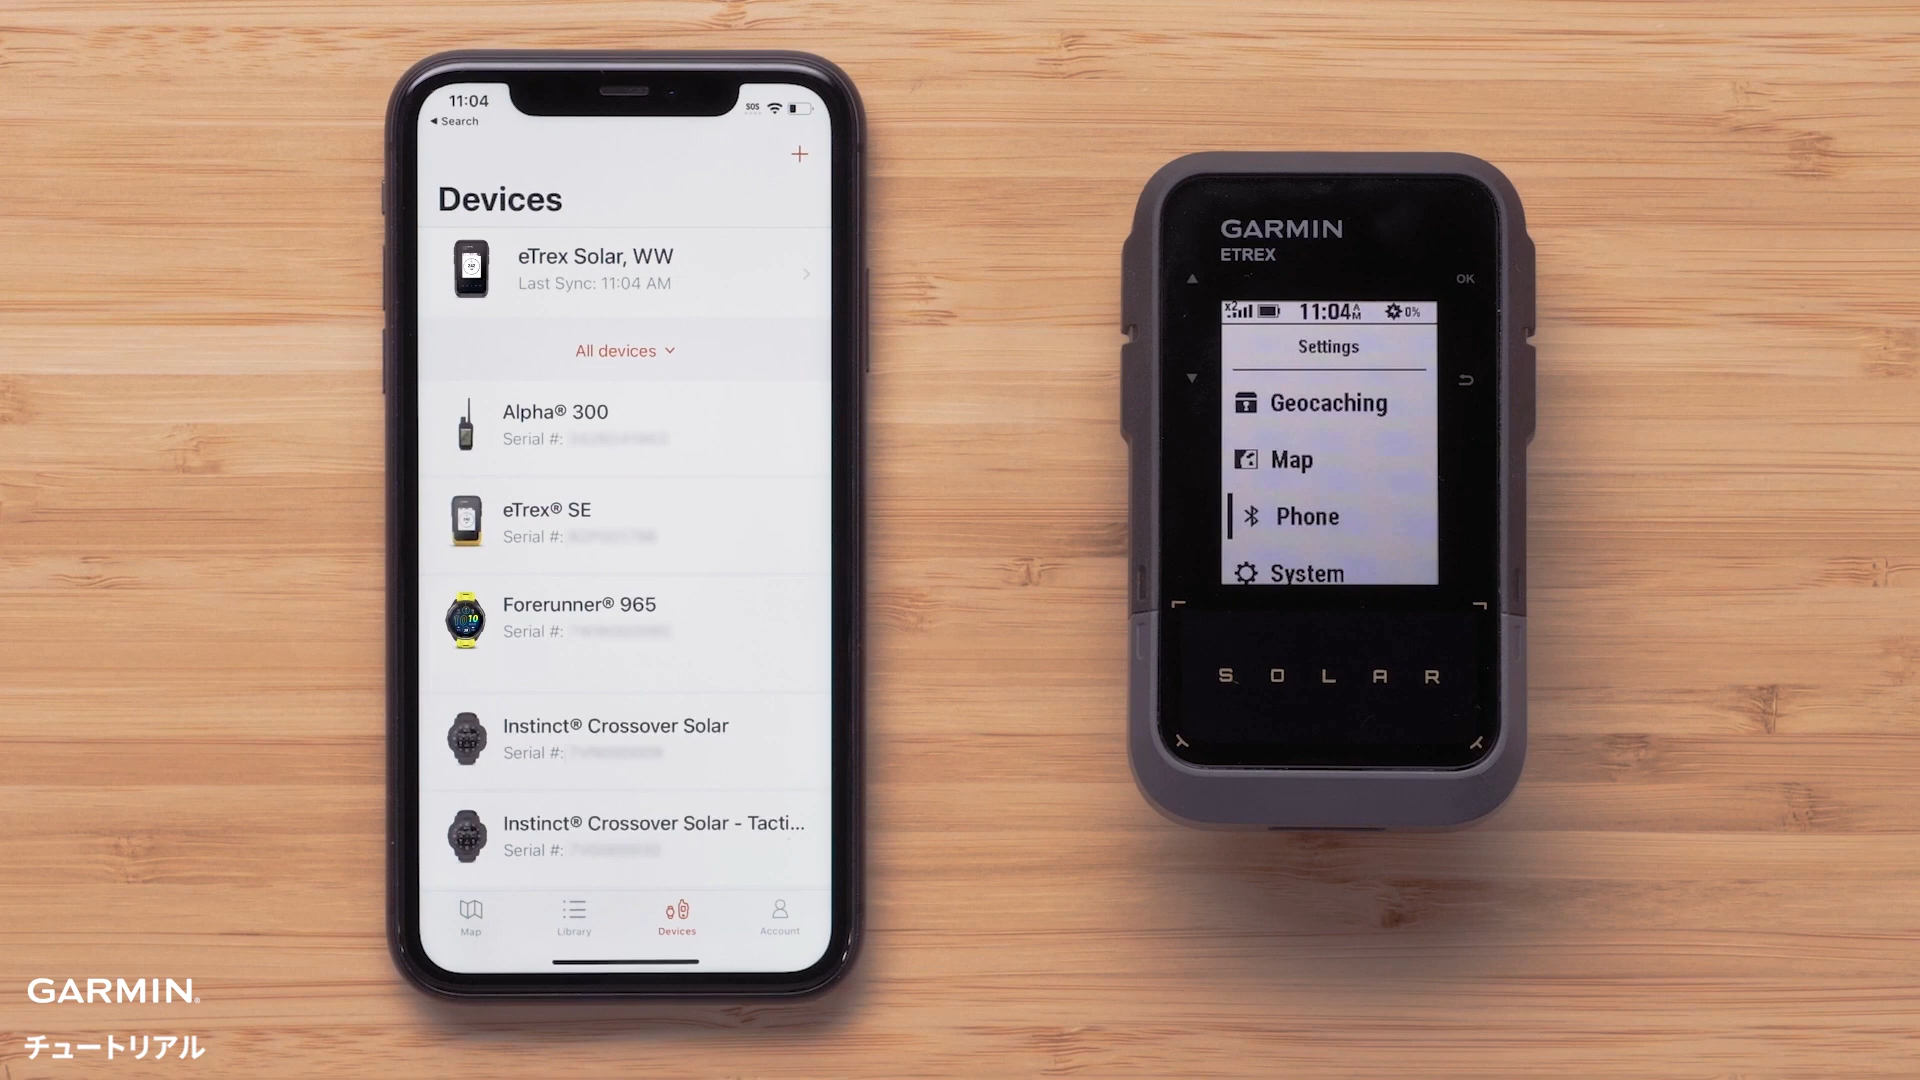 11:04
SOS
Search
Devices
eTrex Solar, WW
Last Sync: 11:04 AM
All devices
Alpha® 300
Serial #:
eTrex® SE
Serial #:
Forerunner® 965
Serial #:
Instinct® Crossover Solar
Serial #:
Instinct® Crossover Solar - Tacti...
Serial #:
Map
Library
Devices
Account
GARMIN
ETREX
OK
x2
11:04 AM
0%
Settings
Geocaching
Map
Phone
System
SOLAR
GARMIN®
チュートリアル